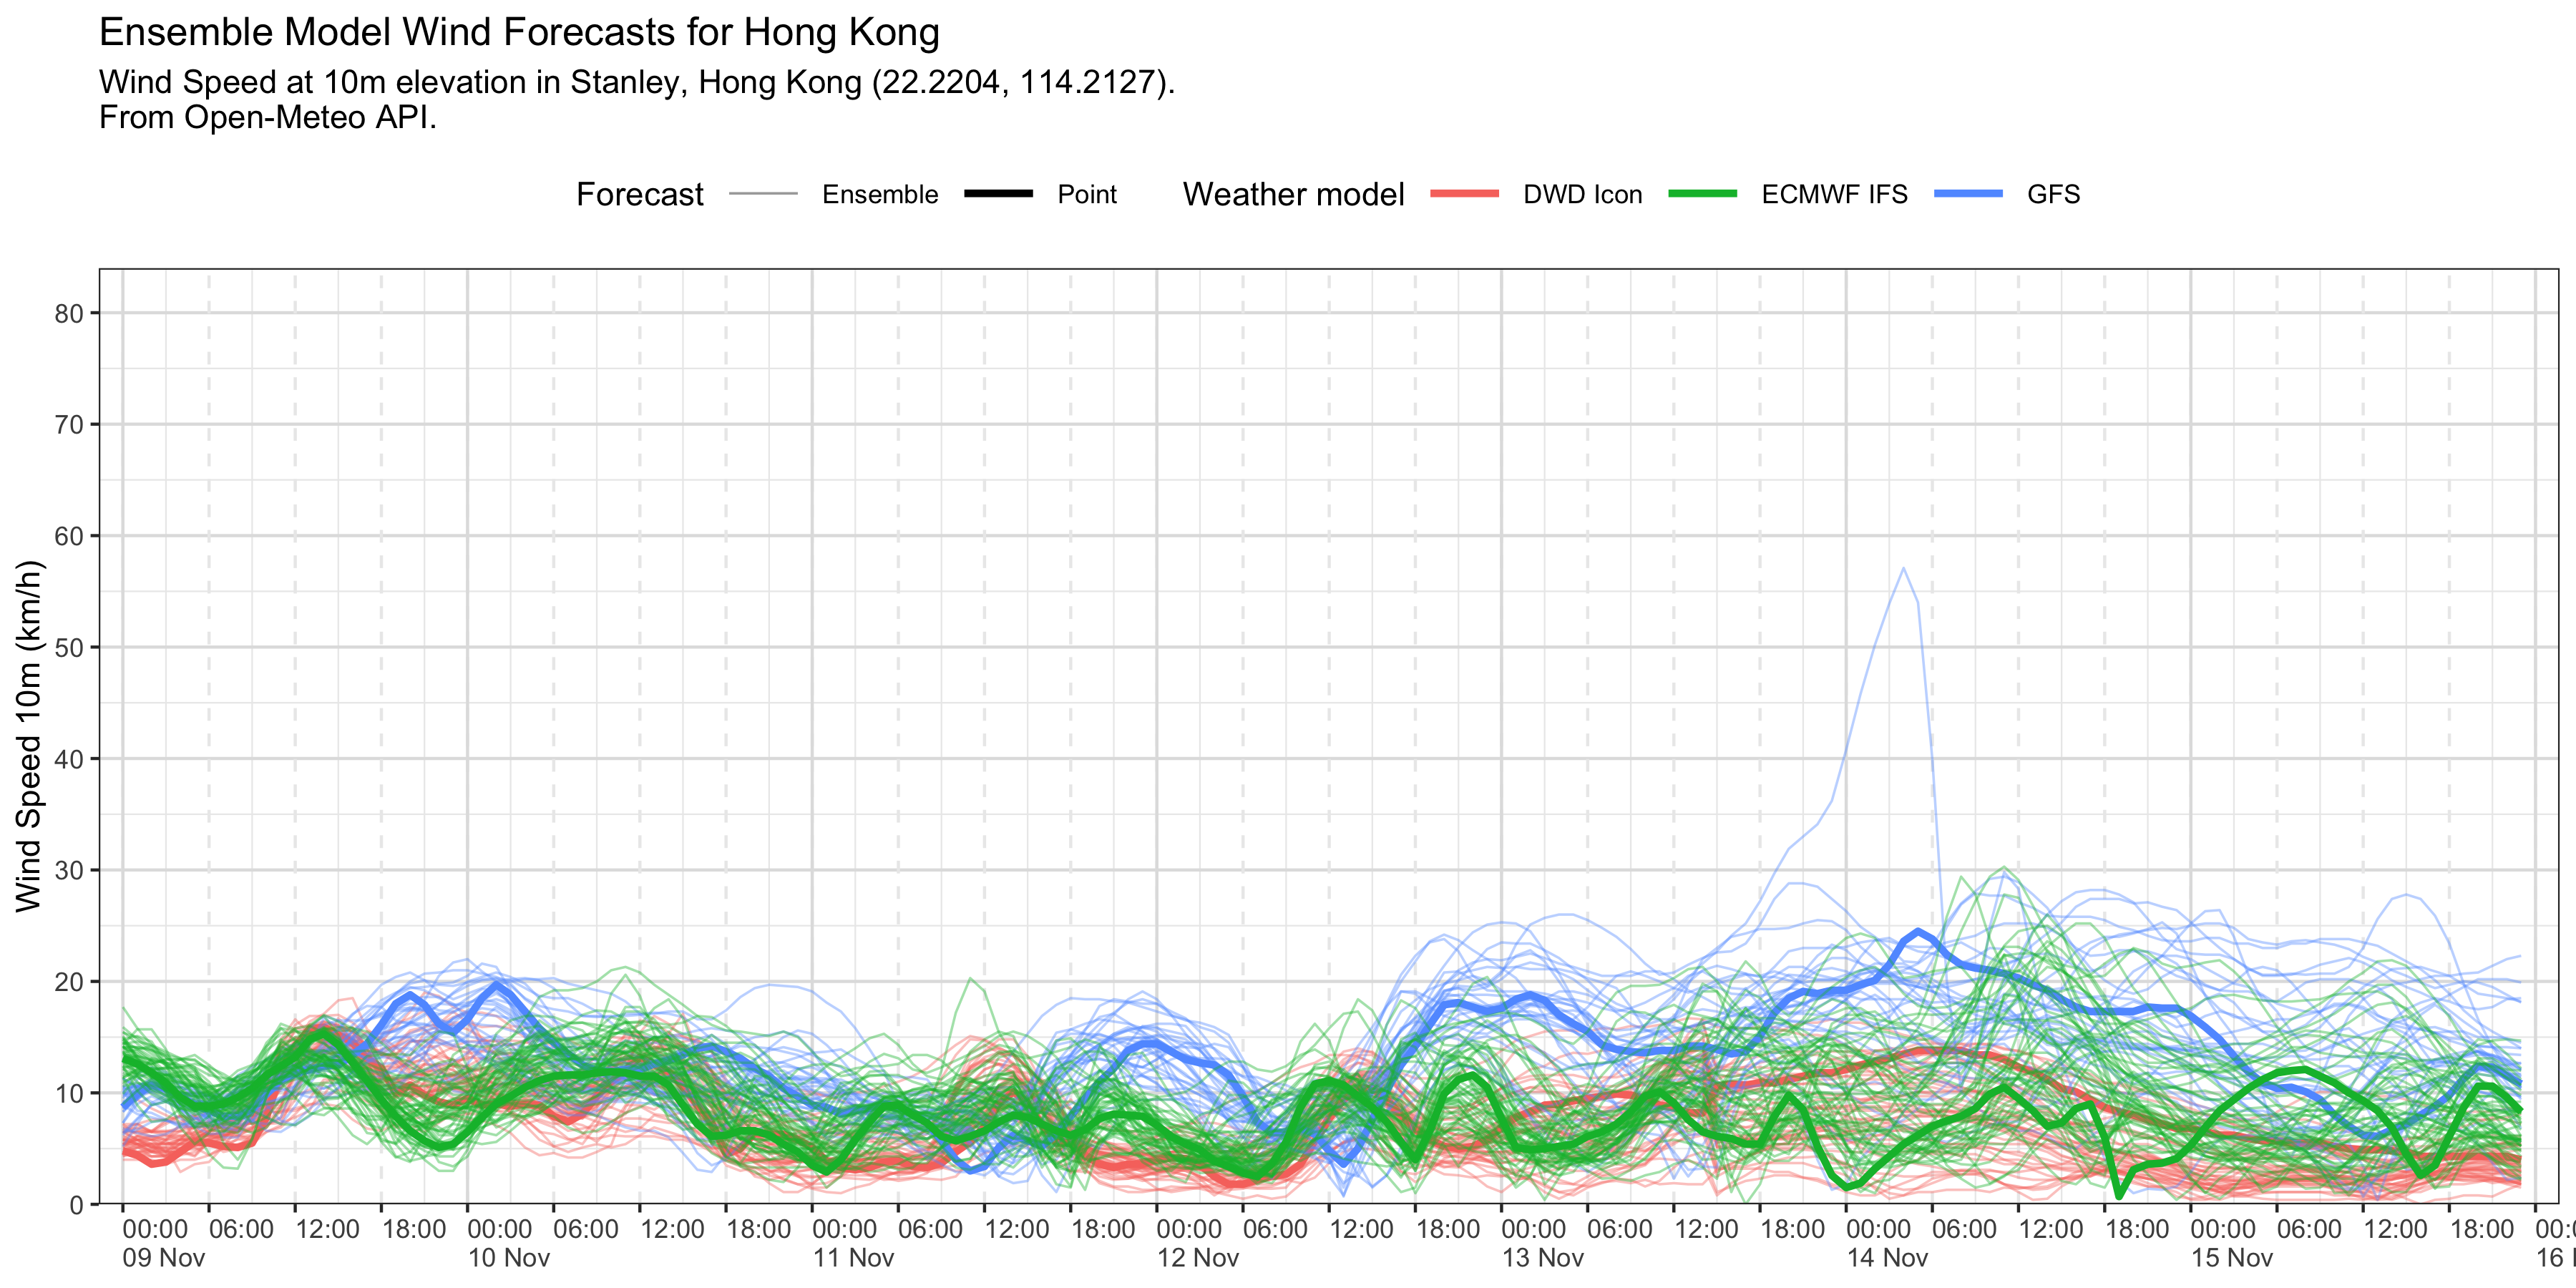 Ensemble Model Wind Forecasts for Hong Kong
Wind Speed at 10m elevation in Stanley, Hong Kong (22.2204, 114.2127).
From Open-Meteo API.
Forecast Ensemble Point Weather model DWD Icon ECMWF IFS GFS
Wind Speed 10m (km/h)
80
70
60
50
40
30
20
10
0
00:00 06:00 12:00 18:00 00:00 06:00 12:00 18:00 00:00 06:00 12:00 18:00 00:00 06:00 12:00 18:00 00:00 06:00 12:00 18:00 00:00 06:00 12:00 18:00 00:00 06:00 12:00 18:00
09 Nov 10 Nov 11 Nov 12 Nov 13 Nov 14 Nov 15 Nov 16